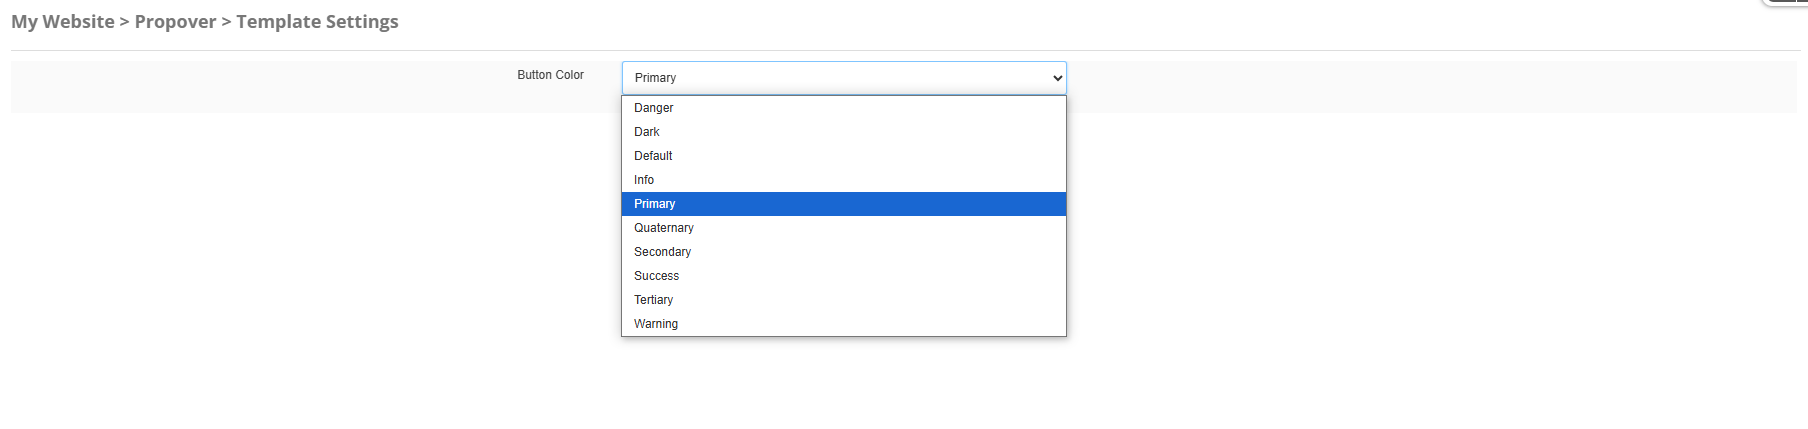 My Website > Propover > Template Settings
Button Color
Primary
Danger
Dark
Default
Info
Primary
Quaternary
Secondary
Success
Tertiary
Warning